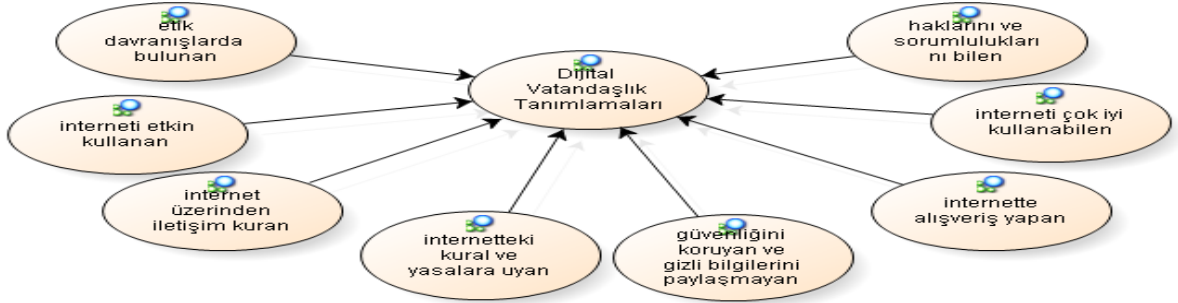 etik
davranışlarda
bulunan
haklarını ve
sorumlulukları
nı bilen
Dijital
Vatandaşlık
Tanımlamaları
interneti etkin
kullanan
interneti çok iyi
kullanabilen
internet
üzerinden
iletişim kuran
internette
alışveriş yapan
internetteki
kural ve
yasalara uyan
güvenliğini
koruyan ve
gizli bilgilerini
paylaşmayan